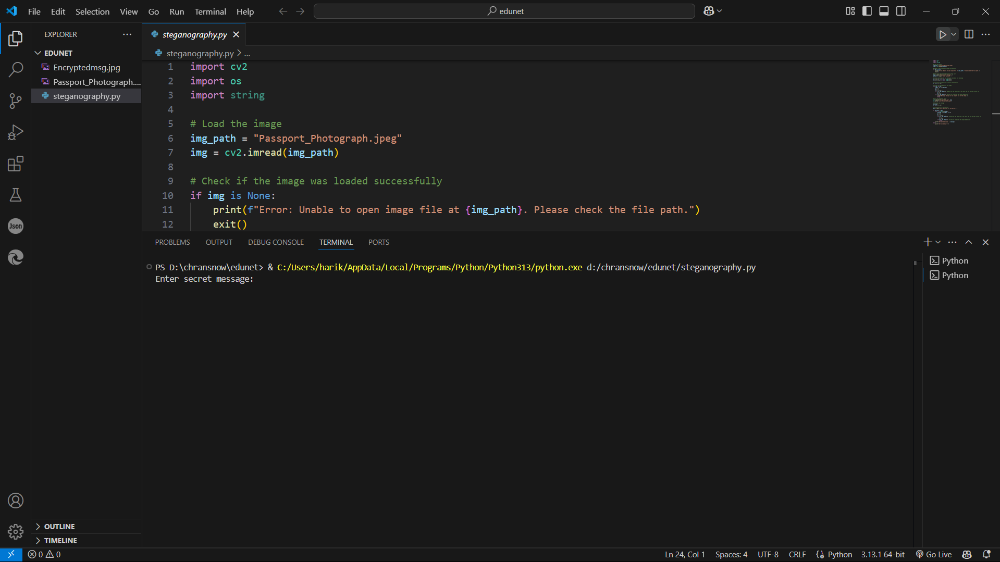 File Edit Selection View Go Run Terminal Help
edunet
EXPLORER
EDUNET
Encryptedmsg.jpg
Passport_Photograph....
steganography.py
OUTLINE
TIMELINE
Json
steganography.py
steganography.py > ...
1 import cv2
2 import os
3 import string
4
5 # Load the image
6 img_path = "Passport_Photograph.jpeg"
7 img = cv2.imread(img_path)
8
9 # Check if the image was loaded successfully
10 if img is None:
11 print(f"Error: Unable to open image file at {img_path}. Please check the file path.")
12 exit()
PROBLEMS OUTPUT DEBUG CONSOLE TERMINAL PORTS
PS D:\chransnow\edunet> & C:/Users/harik/AppData/Local/Programs/Python/Python313/python.exe d:/chransnow/edunet/steganography.py
Enter secret message:
Python
Python
0 0
Ln 24, Col 1 Spaces: 4 UTF-8 CRLF {} Python 3.13.1 64-bit Go Live